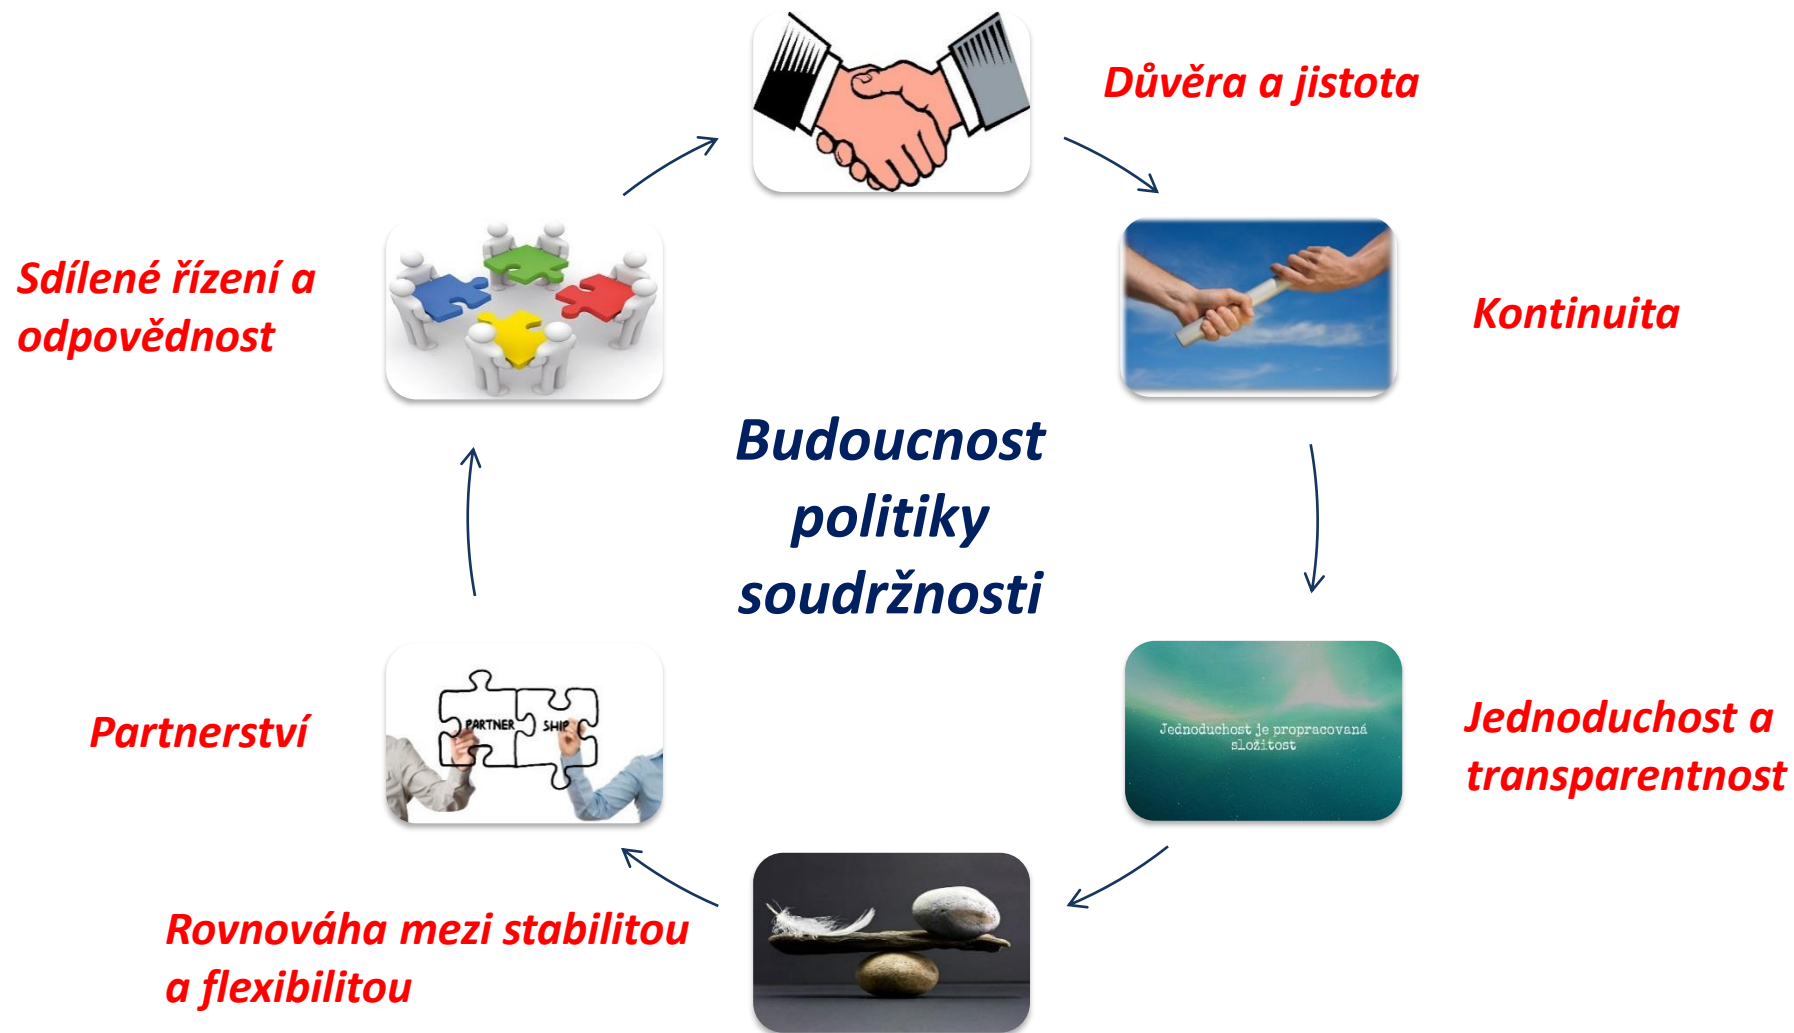 Důvěra a jistota
Sdílené řízení a
odpovědnost
Kontinuita
Budoucnost
politiky
soudržnosti
Partnerství
PARTNER SHIP
Jednoduchost je propracovaná
složitost
Jednoduchost a
transparentnost
Rovnováha mezi stabilitou
a flexibilitou